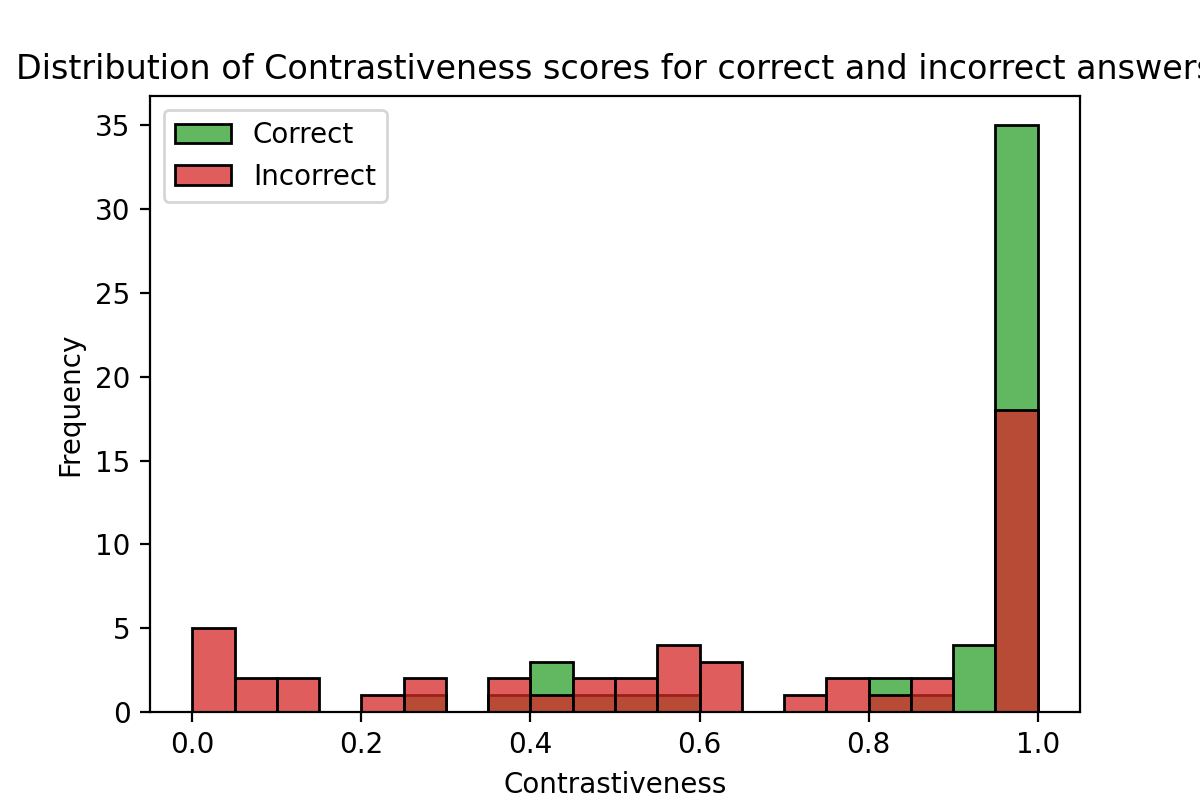 Distribution of Contrastiveness scores for correct and incorrect answers
Correct
Incorrect
35
30
25
20
15
10
5
0
Frequency
0.0 0.2 0.4 0.6 0.8 1.0
Contrastiveness